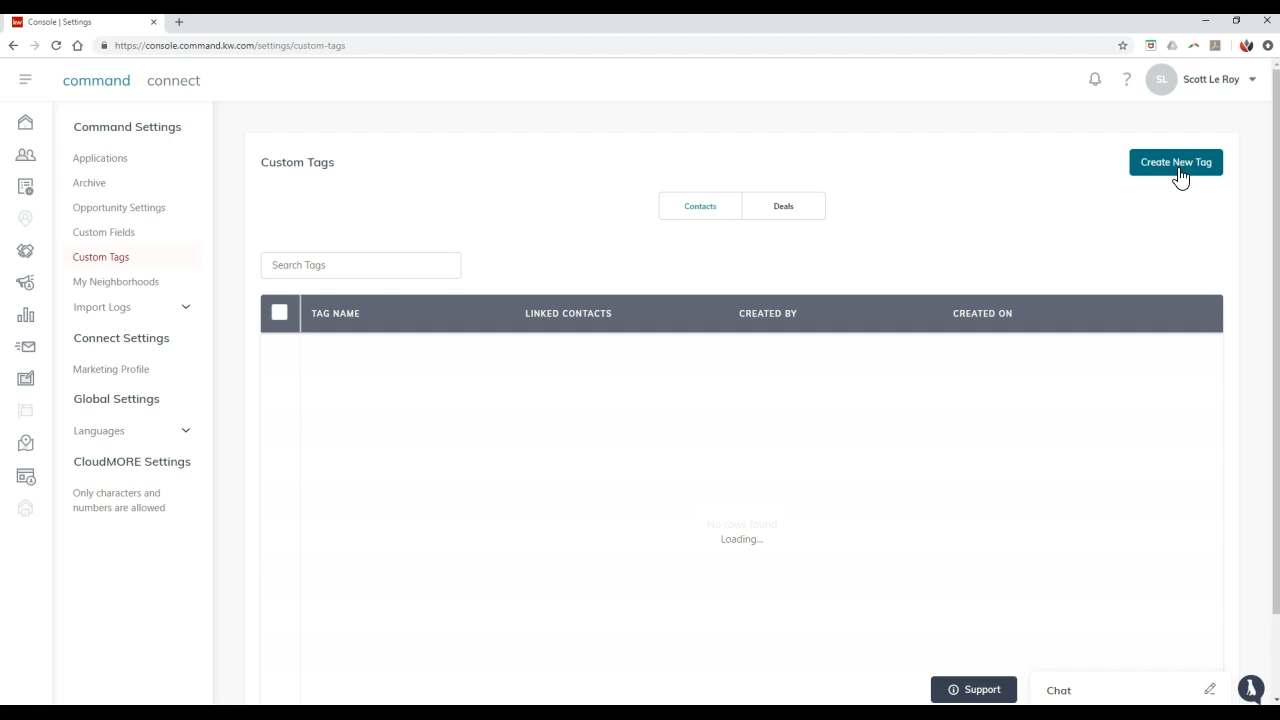 kw Console | Settings
https://console.command.kw.com/settings/custom-tags
command connect
? SL Scott Le Roy
Command Settings
Applications
Archive
Opportunity Settings
Custom Fields
Custom Tags
My Neighborhoods
Import Logs
Connect Settings
Marketing Profile
Global Settings
Languages
CloudMORE Settings
Only characters and
numbers are allowed
Custom Tags
Create New Tag
Contacts Deals
Search Tags
TAG NAME LINKED CONTACTS CREATED BY CREATED ON
No rows found
Loading...
Support
Chat